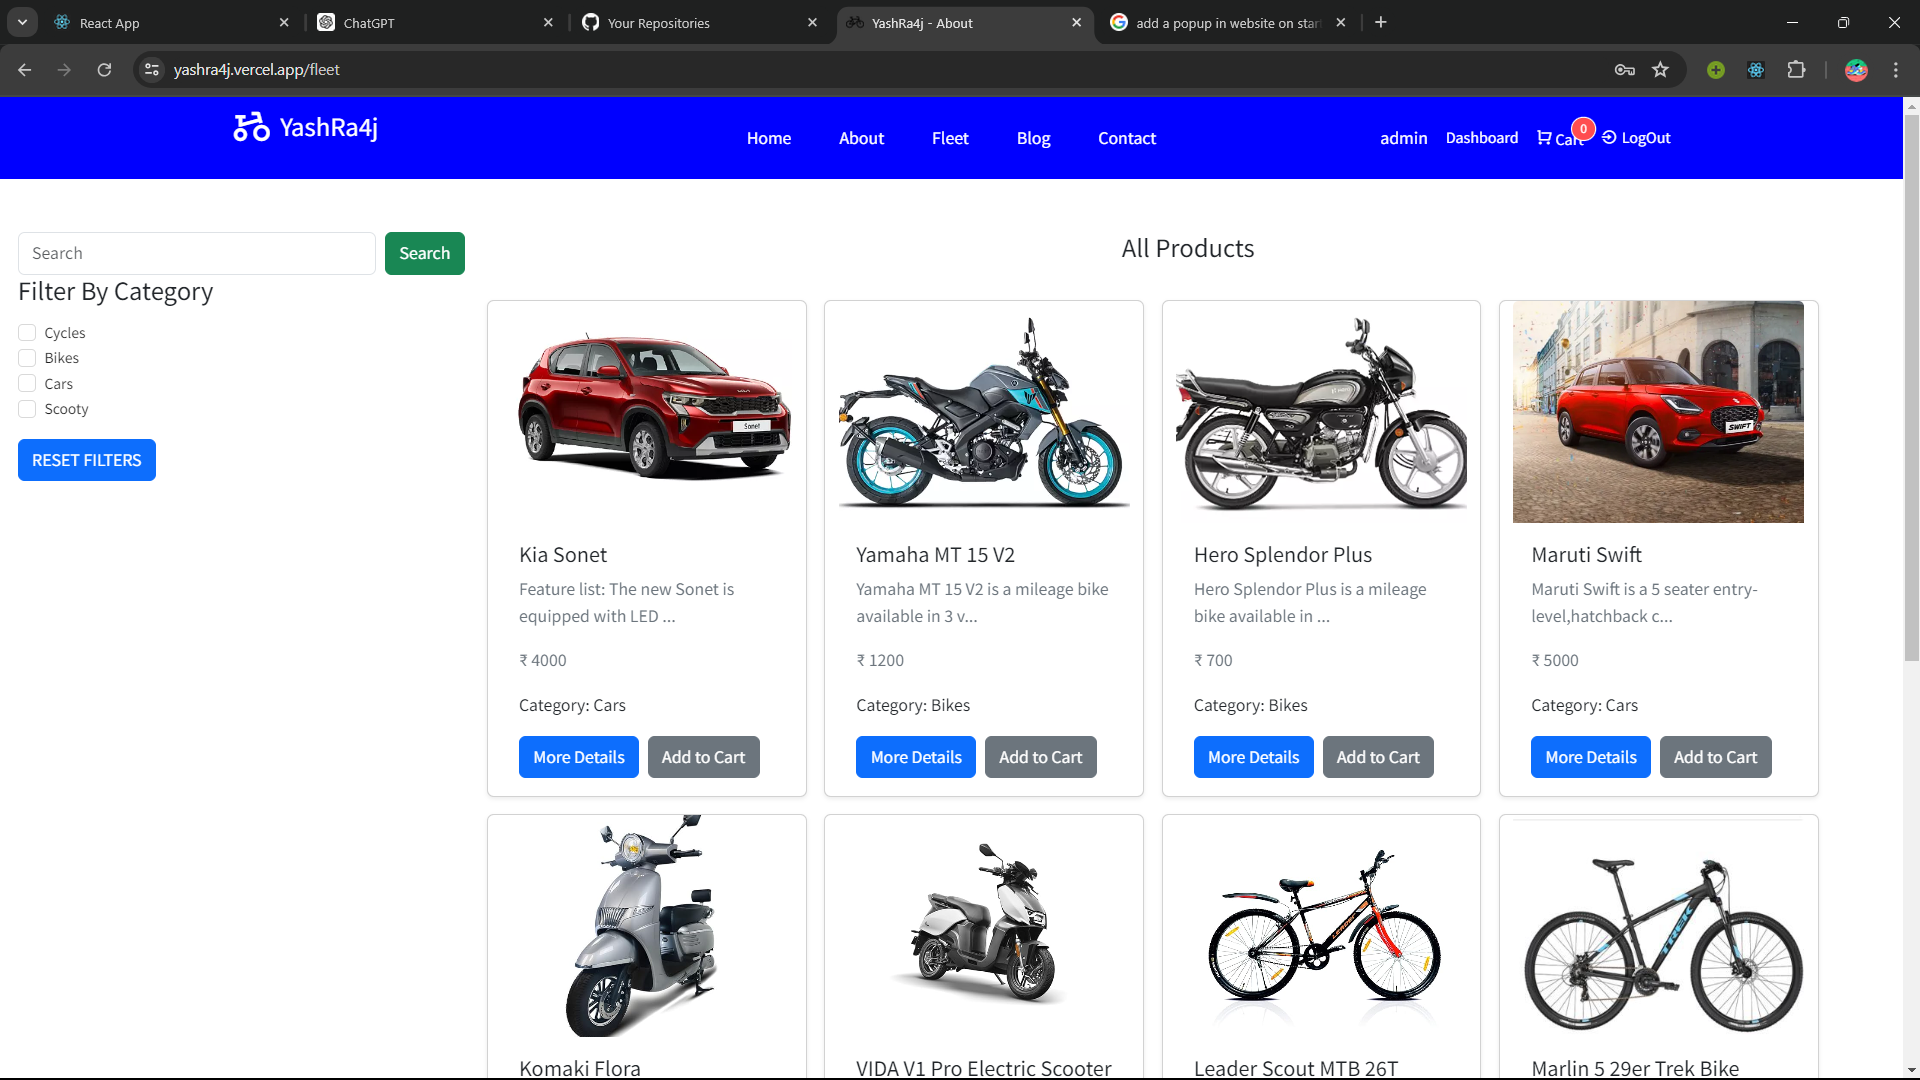 React App
ChatGPT
Your Repositories
YashRa4j - About
add a popup in website on star
yashra4j.vercel.app/fleet
YashRa4j
Home
About
Fleet
Blog
Contact
admin
Dashboard
Cart
0
LogOut
Search
Search
Filter By Category
Cycles
Bikes
Cars
Scooty
RESET FILTERS
All Products
Sonet
SWIFT
Kia Sonet
Feature list: The new Sonet is
equipped with LED ...
₹ 4000
Category: Cars
More Details
Add to Cart
Yamaha MT 15 V2
Yamaha MT 15 V2 is a mileage bike
available in 3 v...
₹ 1200
Category: Bikes
More Details
Add to Cart
Hero Splendor Plus
Hero Splendor Plus is a mileage
bike available in ...
₹ 700
Category: Bikes
More Details
Add to Cart
Maruti Swift
Maruti Swift is a 5 seater entry-
level,hatchback c...
₹ 5000
Category: Cars
More Details
Add to Cart
TREK
Komaki Flora
VIDA V1 Pro Electric Scooter
Leader Scout MTB 26T
Marlin 5 29er Trek Bike